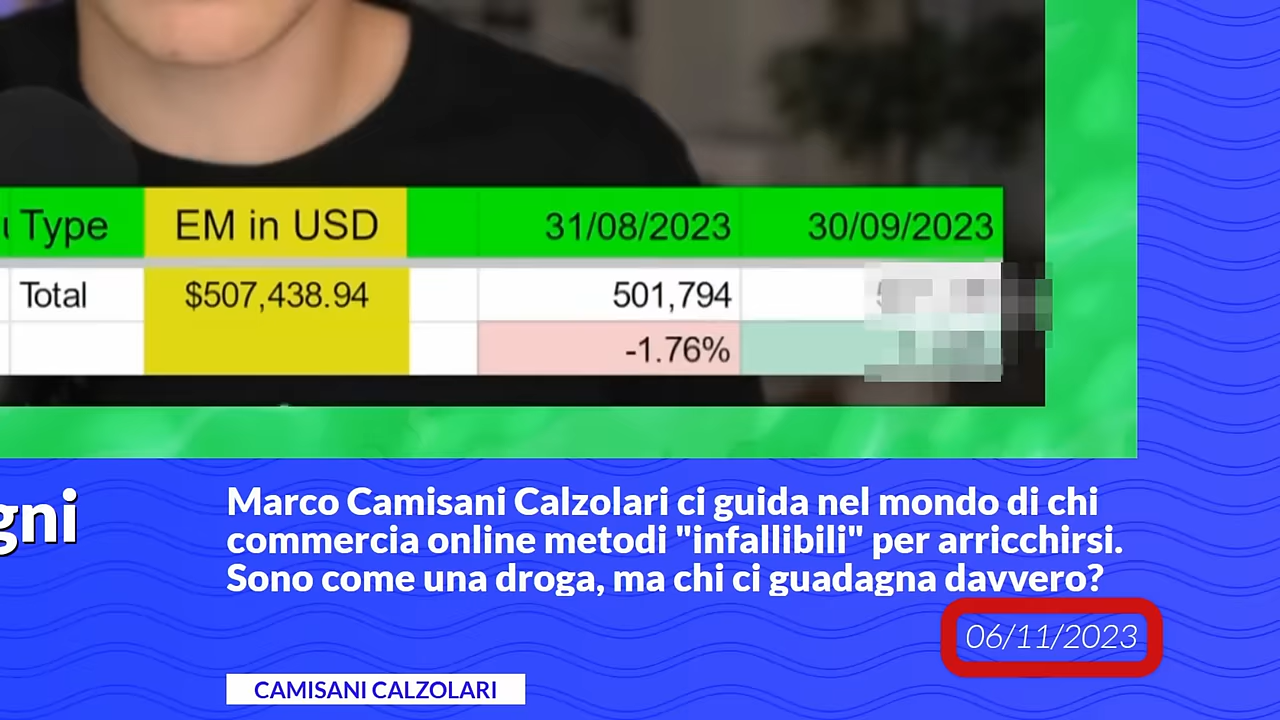 Type EM in USD 31/08/2023 30/09/2023
Total $507,438.94 501,794
-1.76%
gni
Marco Camisani Calzolari ci guida nel mondo di chi
commercia online metodi "infallibili" per arricchirsi.
Sono come una droga, ma chi ci guadagna davvero?
06/11/2023
CAMISANI CALZOLARI